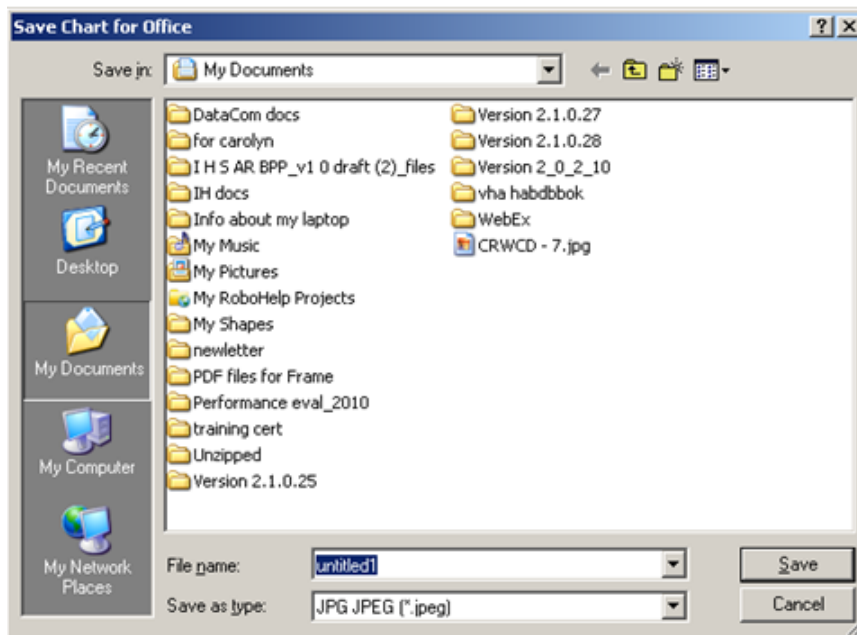 Save Chart for Office
Save in: My Documents
My Recent
Documents
Desktop
My Documents
My Computer
My Network
Places
DataCom docs
for carolyn
I H S AR BPP_v1 0 draft (2)_files
IH docs
Info about my laptop
My Music
My Pictures
My RoboHelp Projects
My Shapes
newletter
PDF files for Frame
Performance eval_2010
training cert
Unzipped
Version 2.1.0.25
Version 2.1.0.27
Version 2.1.0.28
Version 2_0_2_10
vha habdbbok
WebEx
CRWCD - 7.jpg
File name: untitled1
Save
Save as type: JPG JPEG (*.jpeg)
Cancel